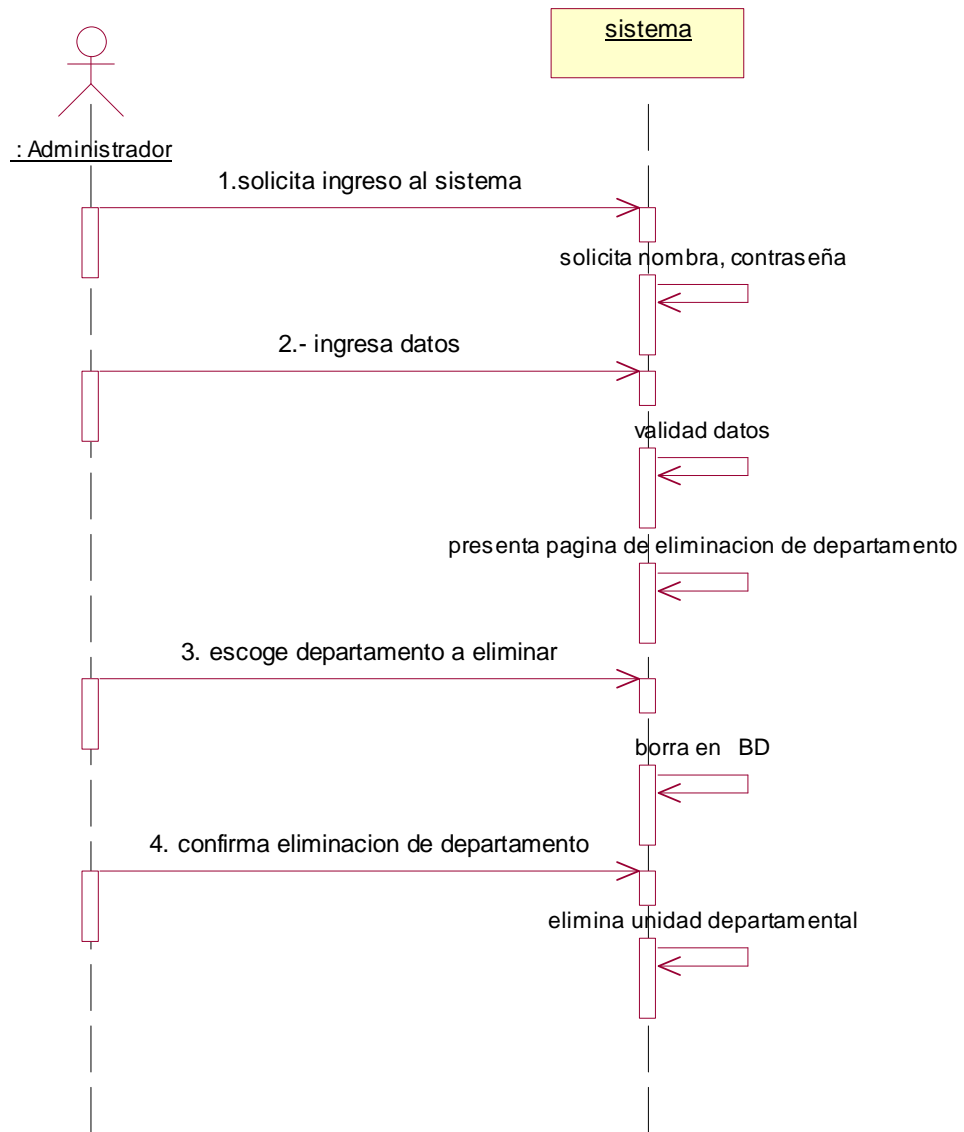 sistema
: Administrador
1.solicita ingreso al sistema
solicita nombra, contraseña
2.- ingresa datos
validad datos
presenta pagina de eliminacion de departamento
3. escoge departamento a eliminar
borra en BD
4. confirma eliminacion de departamento
elimina unidad departamental